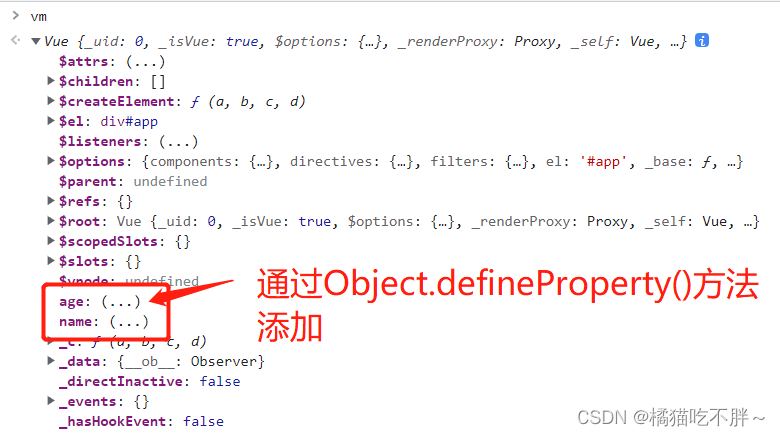 vm
Vue {_uid: 0, _isVue: true, $options: {…}, _renderProxy: Proxy, _self: Vue, …}
$attrs: (...)
$children: []
$createElement: ƒ (a, b, c, d)
$el: div#app
$listeners: (...)
$options: {components: {…}, directives: {…}, filters: {…}, el: '#app', _base: ƒ, …}
$parent: undefined
$refs: {}
$root: Vue {_uid: 0, _isVue: true, $options: {…}, _renderProxy: Proxy, _self: Vue, …}
$scopedSlots: {}
$slots: {}
$vnode: undefined
age: (...)
name: (...)
通过Object.defineProperty()方法
添加
_c: ƒ (a, b, c, d)
_data: {__ob__: Observer}
_directInactive: false
_events: {}
_hasHookEvent: false
CSDN @橘猫吃不胖～